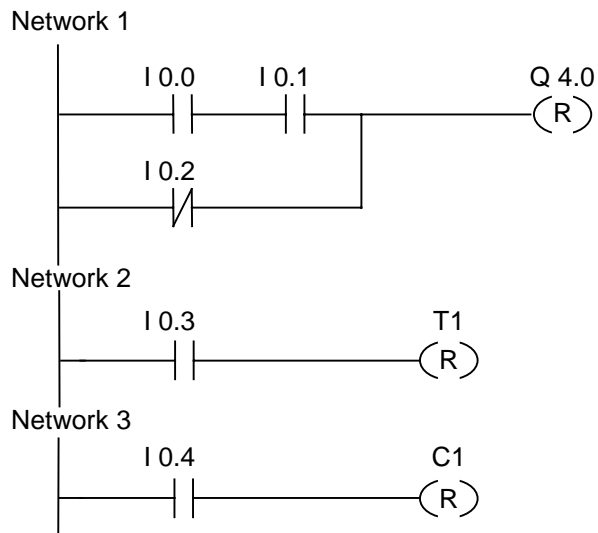 Network 1
I 0.0 I 0.1 Q 4.0
R
I 0.2
Network 2
I 0.3 T1
R
Network 3
I 0.4 C1
R